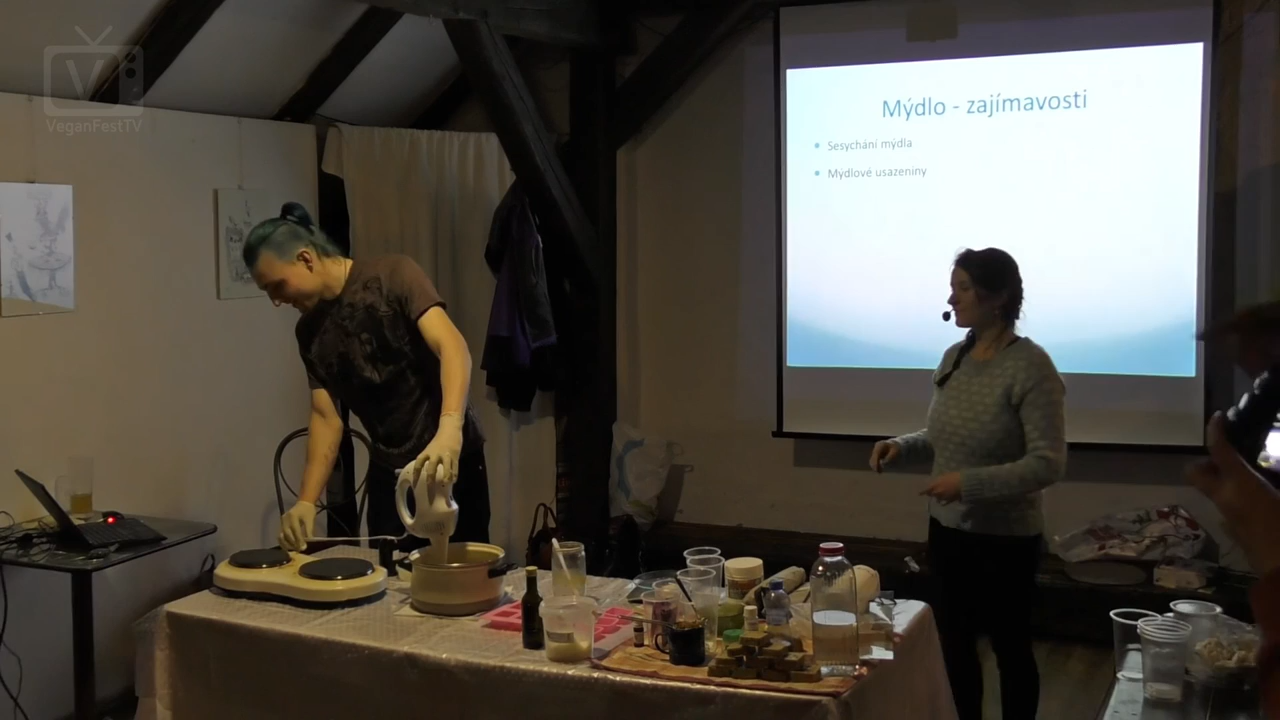 V
VeganFestTV
Mýdlo - zajímavosti
Sesychání mýdla
Mýdlové usazeniny